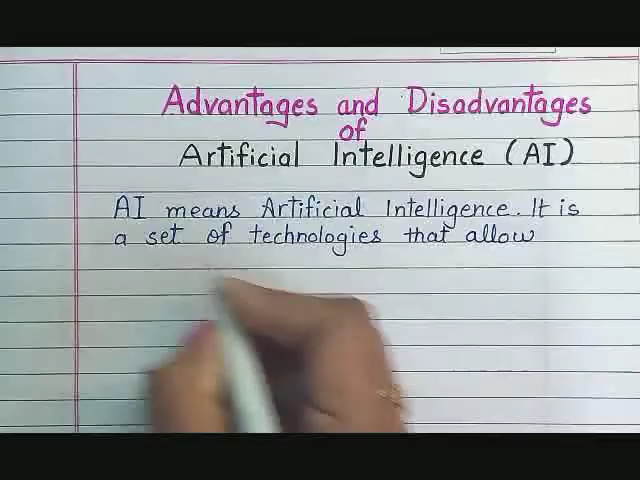 Advantages and Disadvantages
of
Artificial Intelligence (AI)
AI means Artificial Intelligence. It is
a set of technologies that allow